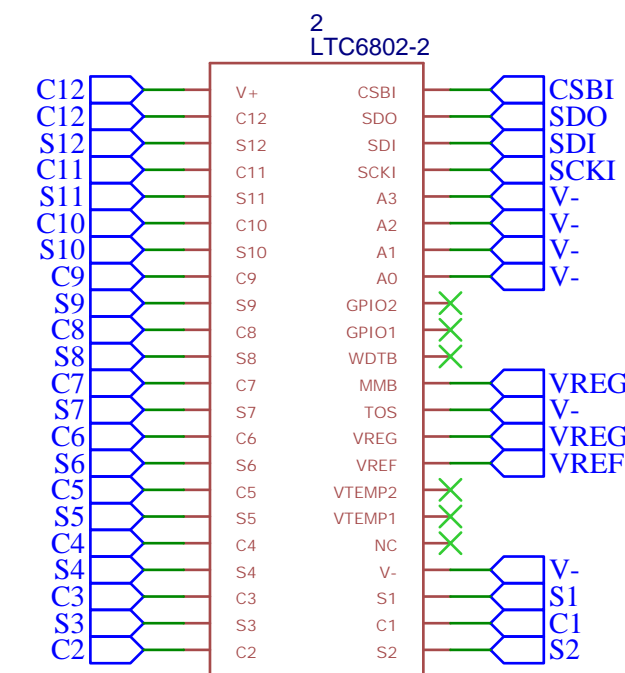 2
LTC6802-2
C12 V+ CSBI CSBI
C12 C12 SDO SDO
S12 S12 SDI SDI
C11 C11 SCKI SCKI
S11 S11 A3 V-
C10 C10 A2 V-
S10 S10 A1 V-
C9 C9 A0 V-
S9 S9 GPIO2
C8 C8 GPIO1
S8 S8 WDTB
C7 C7 MMB VREG
S7 S7 TOS V-
C6 C6 VREG VREG
S6 S6 VREF VREF
C5 C5 VTEMP2
S5 S5 VTEMP1
C4 C4 NC
S4 S4 V- V-
C3 C3 S1 S1
S3 S3 C1 C1
C2 C2 S2 S2